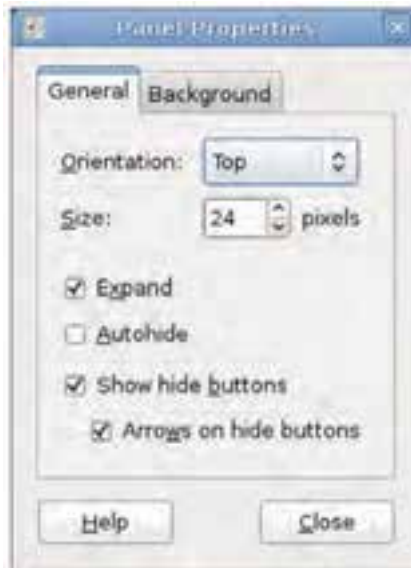 Panel Properties
General Background
Orientation: Top
Size: 24 pixels
Expand
Autohide
Show hide buttons
Arrows on hide buttons
Help Close